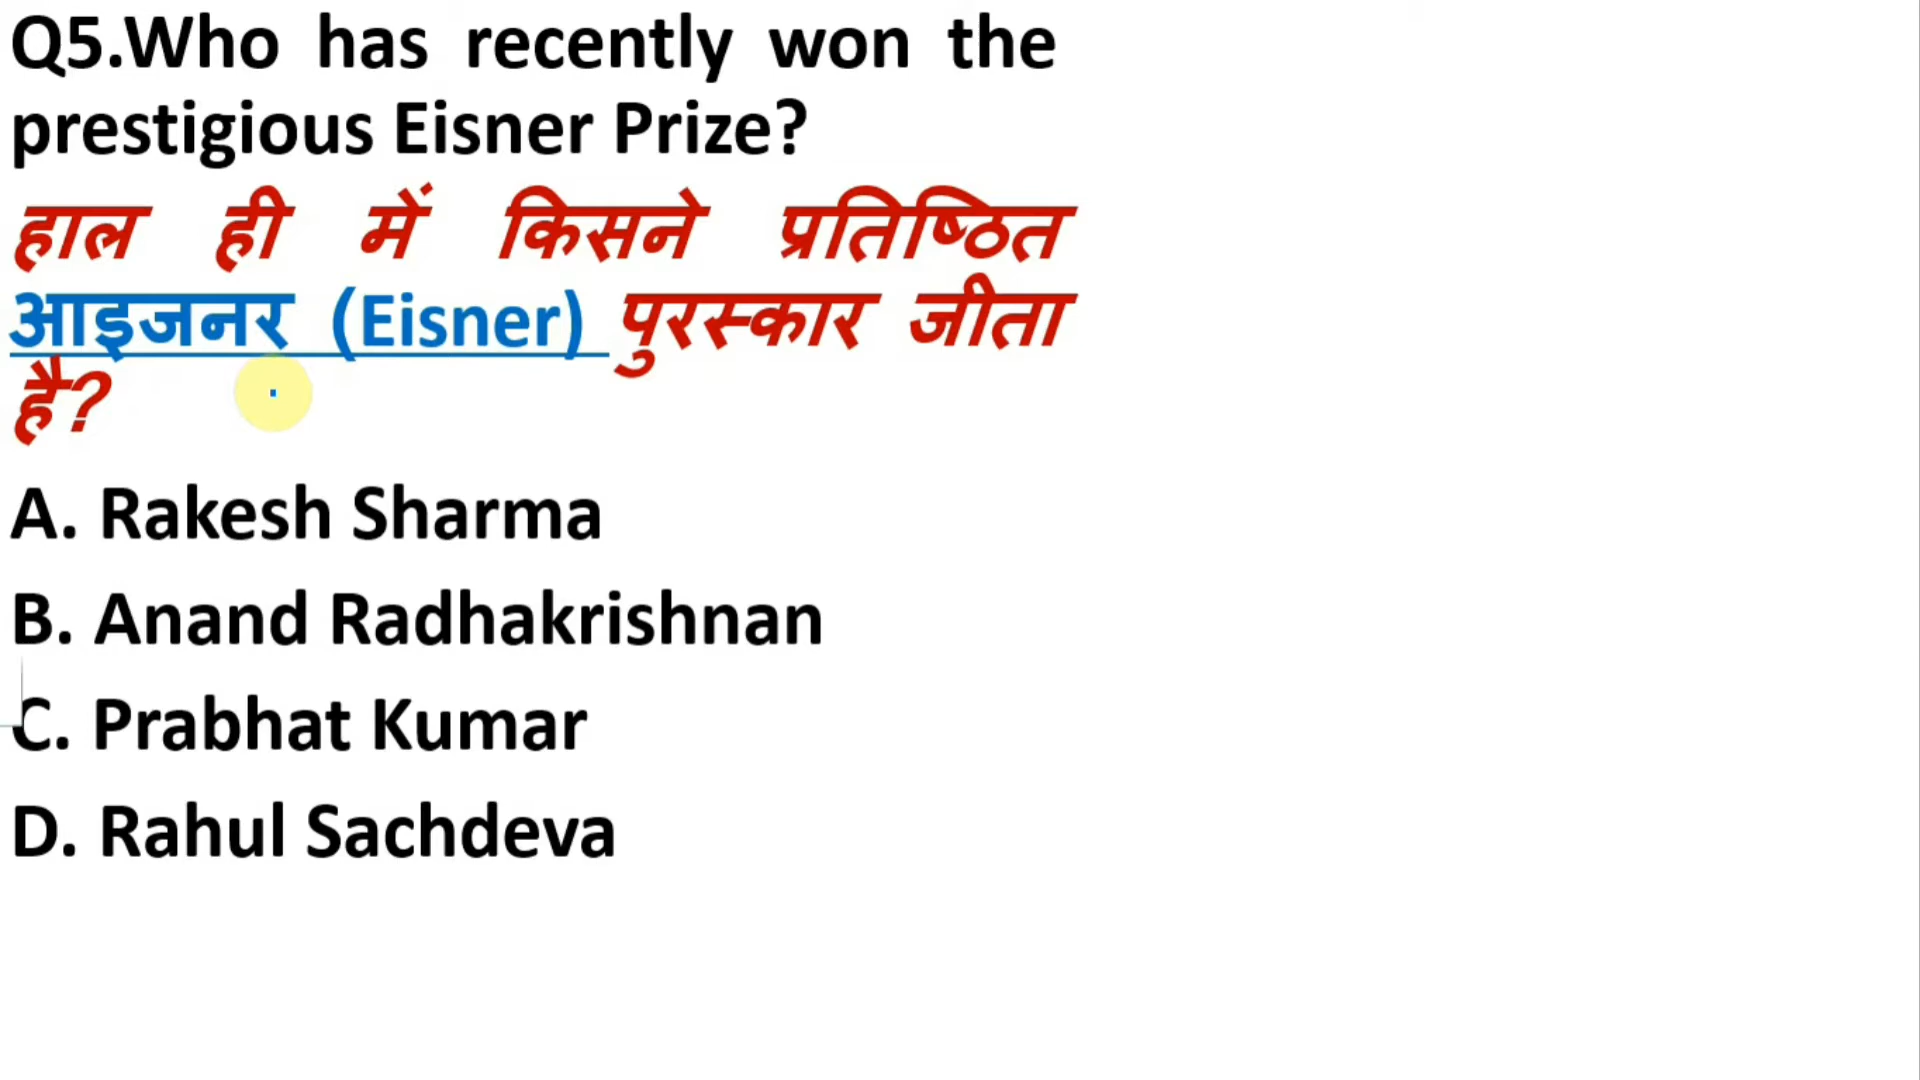 Q5.Who has recently won the
prestigious Eisner Prize?
हाल ही में किसने प्रतिष्ठित
आइजनर (Eisner) पुरस्कार जीता
है?
A. Rakesh Sharma
B. Anand Radhakrishnan
C. Prabhat Kumar
D. Rahul Sachdeva